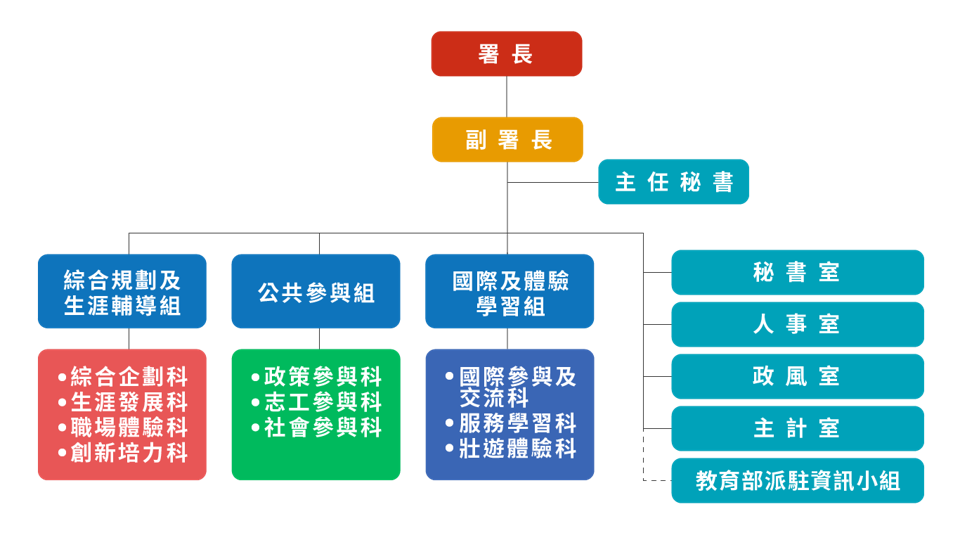 署長
副署長
主任秘書
綜合規劃及
生涯輔導組
公共參與組
國際及體驗
學習組
•綜合企劃科
•生涯發展科
•職場體驗科
•創新培力科
•政策參與科
•志工參與科
•社會參與科
•國際參與及
交流科
•服務學習科
•壯遊體驗科
秘書室
人事室
政風室
主計室
教育部派駐資訊小組